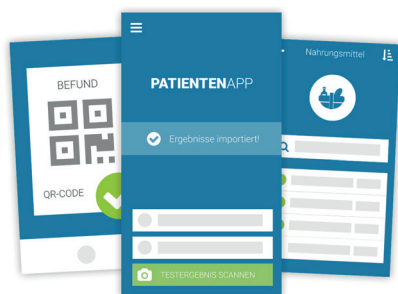 BEFUND
QR-CODE
PATIENTENAPP
Ergebnisse importiert!
TESTERGEBNIS SCANNEN
Nahrungsmittel